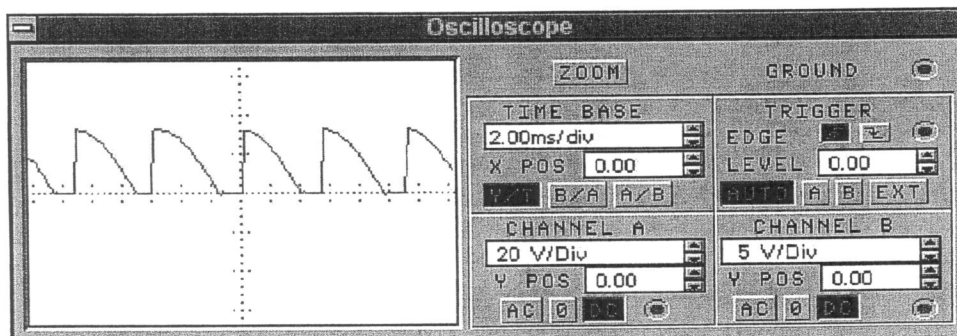 Oscilloscope
ZOOM
GROUND
TIME BASE
2.00ms/div
X POS 0.00
Y/T B/A A/B
TRIGGER
EDGE
LEVEL 0.00
AUTO A B EXT
CHANNEL A
20 V/Div
Y POS 0.00
AC 0 DC
CHANNEL B
5 V/Div
Y POS 0.00
AC 0 DC